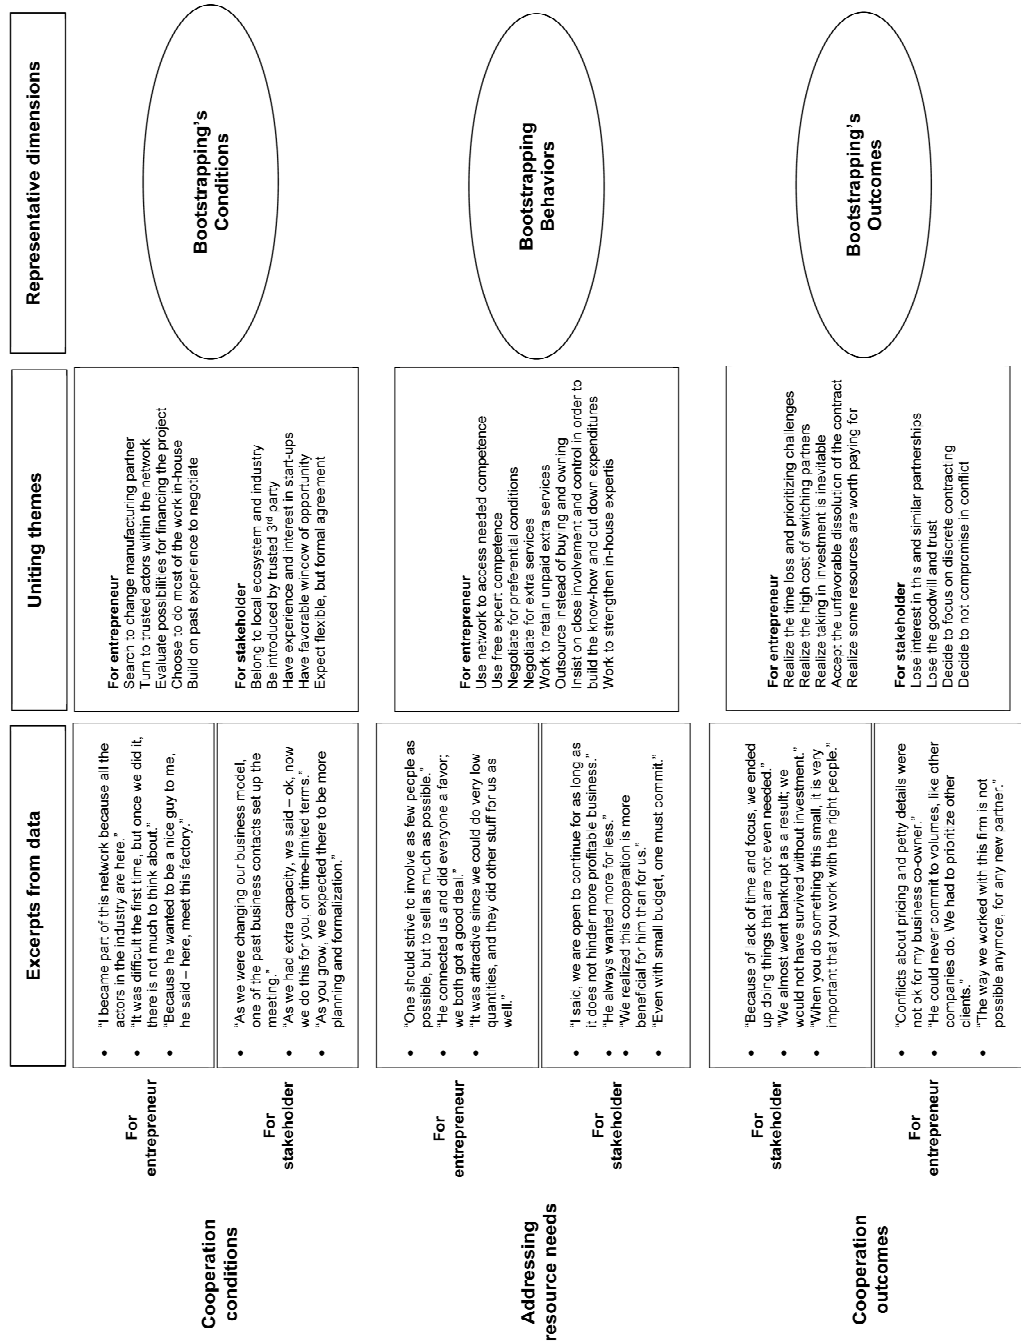 Excerpts from data
Uniting themes
Representative dimensions
Cooperation
conditions
For
entrepreneur
• "I became part of this network because all the
actors in the industry are here."
• "It was difficult the first time, but once we did it,
there is not much to think about."
• "Because he wanted to be a nice guy to me,
he said – here, meet this factory."
For
stakeholder
• "As we were changing our business model,
one of the past business contacts set up the
meeting."
• "As we had extra capacity, we said – ok, now
we do this for you, on time-limited terms."
• "As you grow, we expected there to be more
planning and formalization."
For entrepreneur
Search to change manufacturing partner
Turn to trusted actors within the network
Evaluate possibilities for financing the project
Choose to do most of the work in-house
Build on past experience to negotiate
For stakeholder
Belong to local ecosystem and industry
Be introduced by trusted 3rd party
Have experience and interest in start-ups
Have favorable window of opportunity
Expect flexible, but formal agreement
Bootstrapping's
Conditions
Addressing
resource needs
For
entrepreneur
• "One should strive to involve as few people as
possible, but to sell as much as possible."
• "He connected us and did everyone a favor;
we both got a good deal."
• "It was attractive since we could do very low
quantities, and they did other stuff for us as
well."
For
stakeholder
• "I said, we are open to continue for as long as
it does not hinder more profitable business."
• "He always wanted more for less."
• "We realized this cooperation is more
beneficial for him than for us."
• "Even with small budget, one must commit."
For entrepreneur
Use network to access needed competence
Use free expert competence
Negotiate for preferential conditions
Negotiate for extra services
Work to retain unpaid extra services
Outsource instead of buying and owning
Insist on close involvement and control in order to
build the know-how and cut down expenditures
Work to strengthen in-house expertis
Bootstrapping
Behaviors
Cooperation
outcomes
For
stakeholder
• "Because of lack of time and focus, we ended
up doing things that are not even needed."
• "We almost went bankrupt as a result; we
would not have survived without investment."
• "When you do something this small, it is very
important that you work with the right people."
For
entrepreneur
• "Conflicts about pricing and petty details were
not ok for my business co-owner."
• "He could never commit to volumes, like other
companies do. We had to prioritize other
clients."
• "The way we worked with this firm is not
possible anymore, for any new partner."
For entrepreneur
Realize the time loss and prioritizing challenges
Realize the high cost of switching partners
Realize taking in investment is inevitable
Accept the unfavorable dissolution of the contract
Realize some resources are worth paying for
For stakeholder
Lose interest in this and similar partnerships
Lose the goodwill and trust
Decide to focus on discrete contracting
Decide to not compromise in conflict
Bootstrapping's
Outcomes